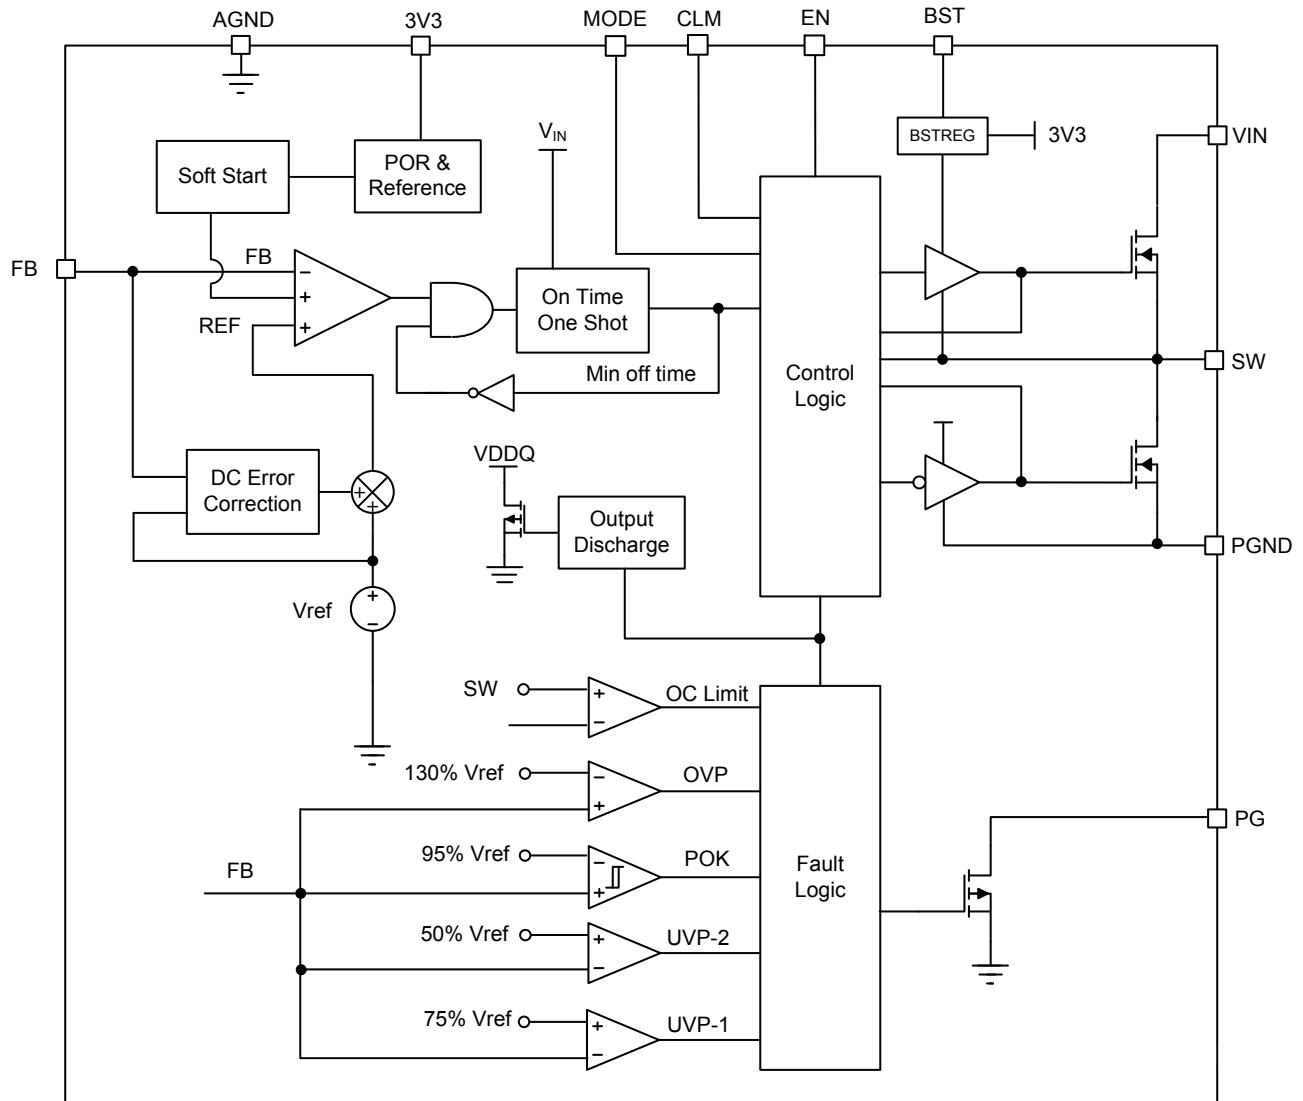 AGND
3V3
MODE
CLM
EN
BST
BSTREG
3V3
VIN
VIN
Soft Start
POR &
Reference
FB
FB
−
+
REF
+
On Time
One Shot
Min off time
Control
Logic
SW
DC Error
Correction
+
+
VDDQ
Output
Discharge
PGND
Vref
+
−
SW
+
−
OC Limit
130% Vref
−
+
OVP
95% Vref
−
+
POK
FB
50% Vref
+
−
UVP-2
75% Vref
+
−
UVP-1
Fault
Logic
PG